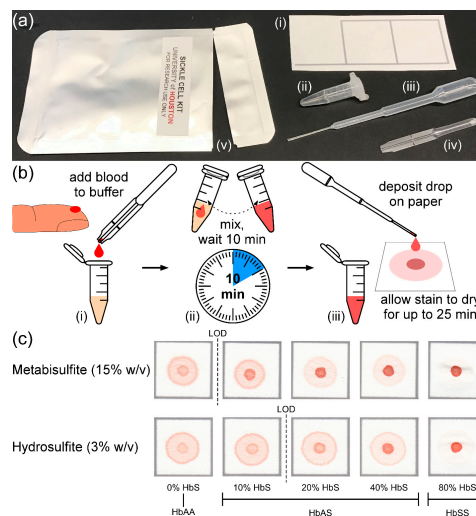 (a)
SICKLE CELL KIT
UNIVERSITY of HOUSTON
FOR RESEARCH USE ONLY
(v)
(i)
(ii)
(iii)
(iv)
(b)
add blood
to buffer
mix,
wait 10 min
deposit drop
on paper
10
min
allow stain to dry
for up to 25 min
(i)
(ii)
(iii)
(c)
LOD
Metabisulfite (15% w/v)
LOD
Hydrosulfite (3% w/v)
0% HbS
10% HbS
20% HbS
40% HbS
80% HbS
HbAA
HbAS
HbSS